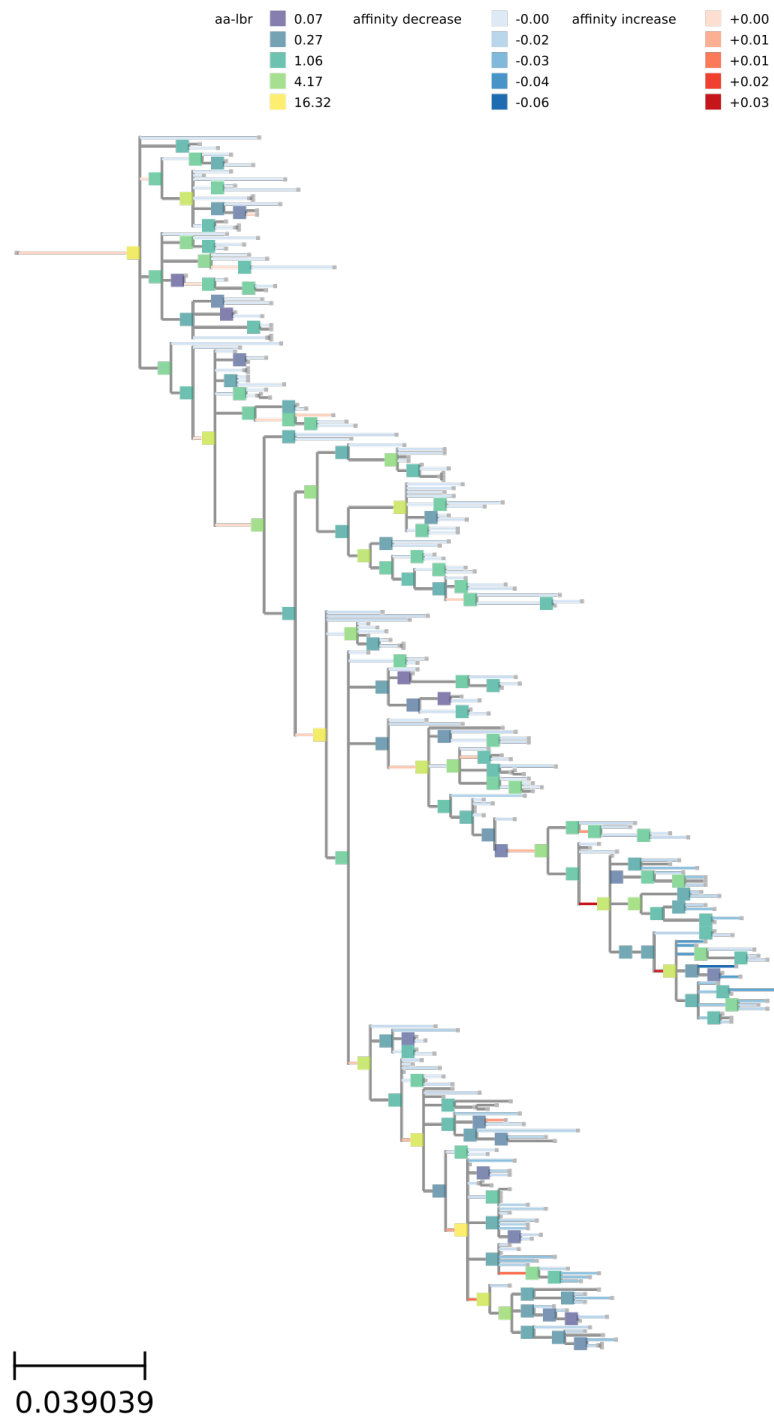 aa-lbr 0.07 affinity decrease -0.00 affinity increase +0.00
0.27 -0.02 +0.01
1.06 -0.03 +0.01
4.17 -0.04 +0.02
16.32 -0.06 +0.03
0.039039